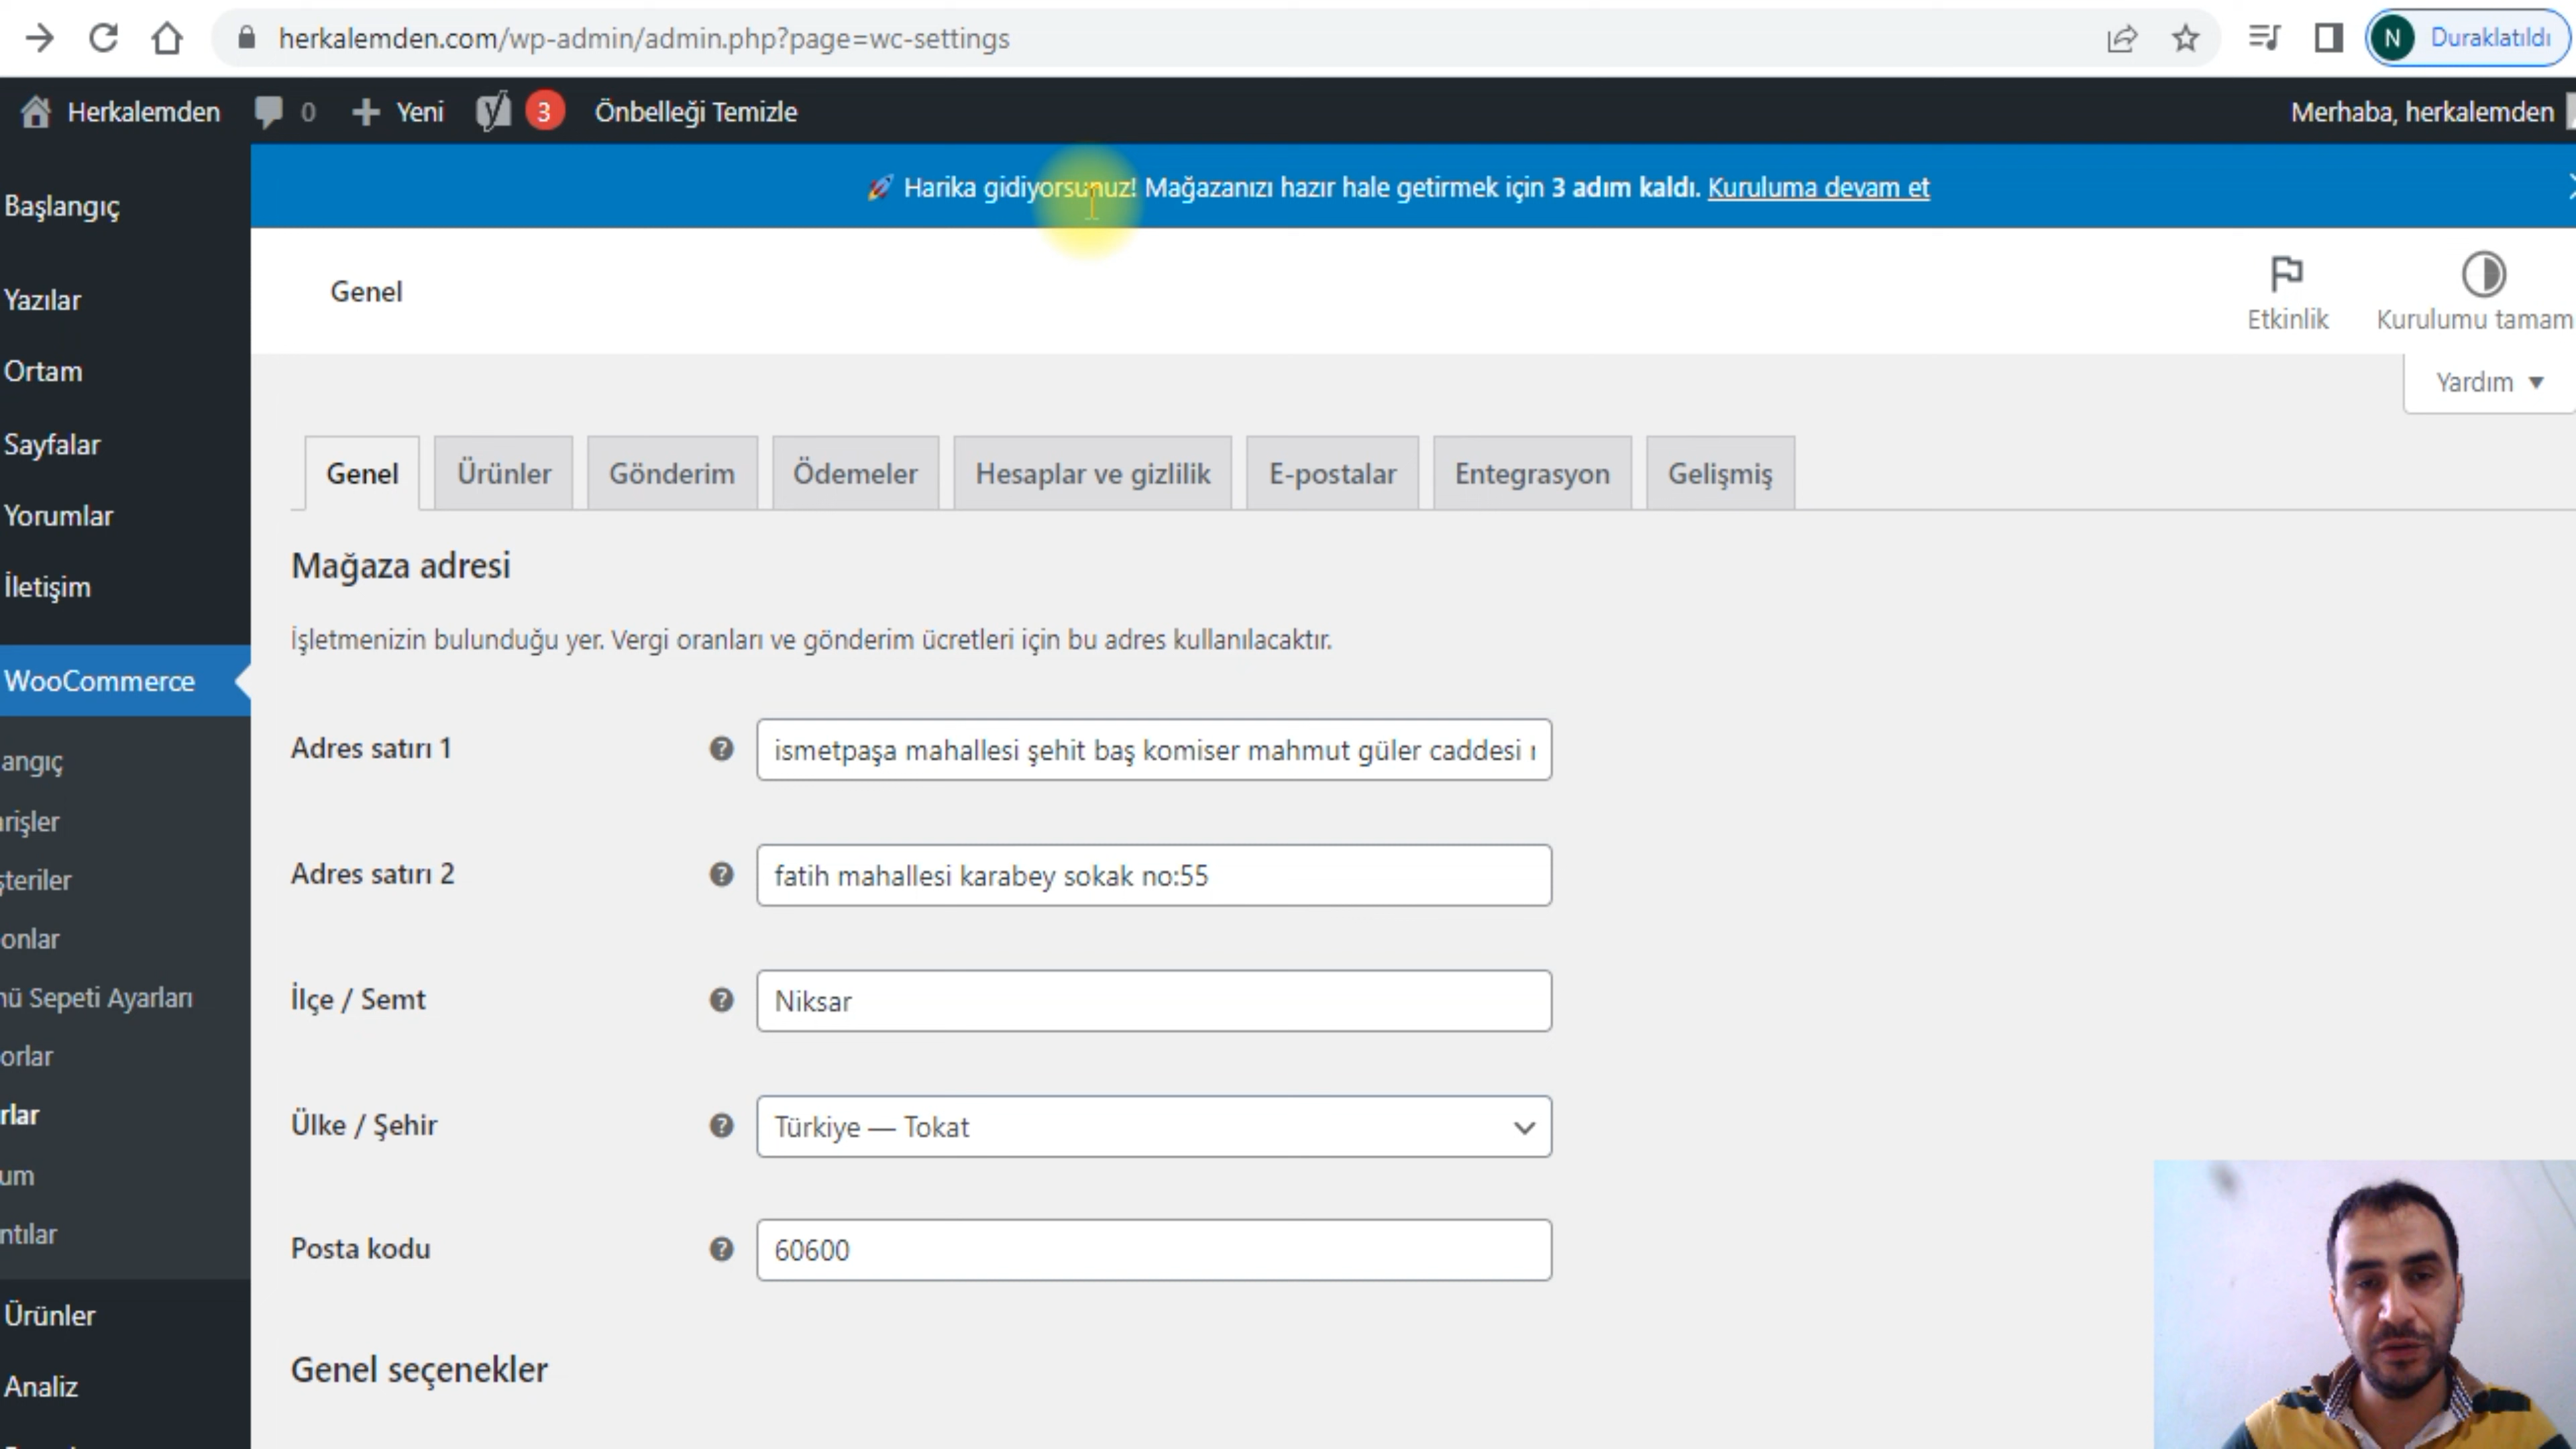 herkalemden.com/wp-admin/admin.php?page=wc-settings
N Duraklatıldı
Herkalemden 0 Yeni 3 Önbelleği Temizle
Merhaba, herkalemden
Harika gidiyorsunuz! Mağazanızı hazır hale getirmek için 3 adım kaldı. Kuruluma devam et
Başlangıç
Yazılar
Ortam
Sayfalar
Yorumlar
İletişim
WooCommerce
angıç
rişler
şteriler
onlar
nü Sepeti Ayarları
orlar
rlar
um
ntılar
Ürünler
Analiz
Genel
Etkinlik
Kurulumu tamam
Yardım
Genel Ürünler Gönderim Ödemeler Hesaplar ve gizlilik E-postalar Entegrasyon Gelişmiş
Mağaza adresi
İşletmenizin bulunduğu yer. Vergi oranları ve gönderim ücretleri için bu adres kullanılacaktır.
Adres satırı 1 ismetpaşa mahallesi şehit baş komiser mahmut güler caddesi
Adres satırı 2 fatih mahallesi karabey sokak no:55
İlçe / Semt Niksar
Ülke / Şehir Türkiye — Tokat
Posta kodu 60600
Genel seçenekler